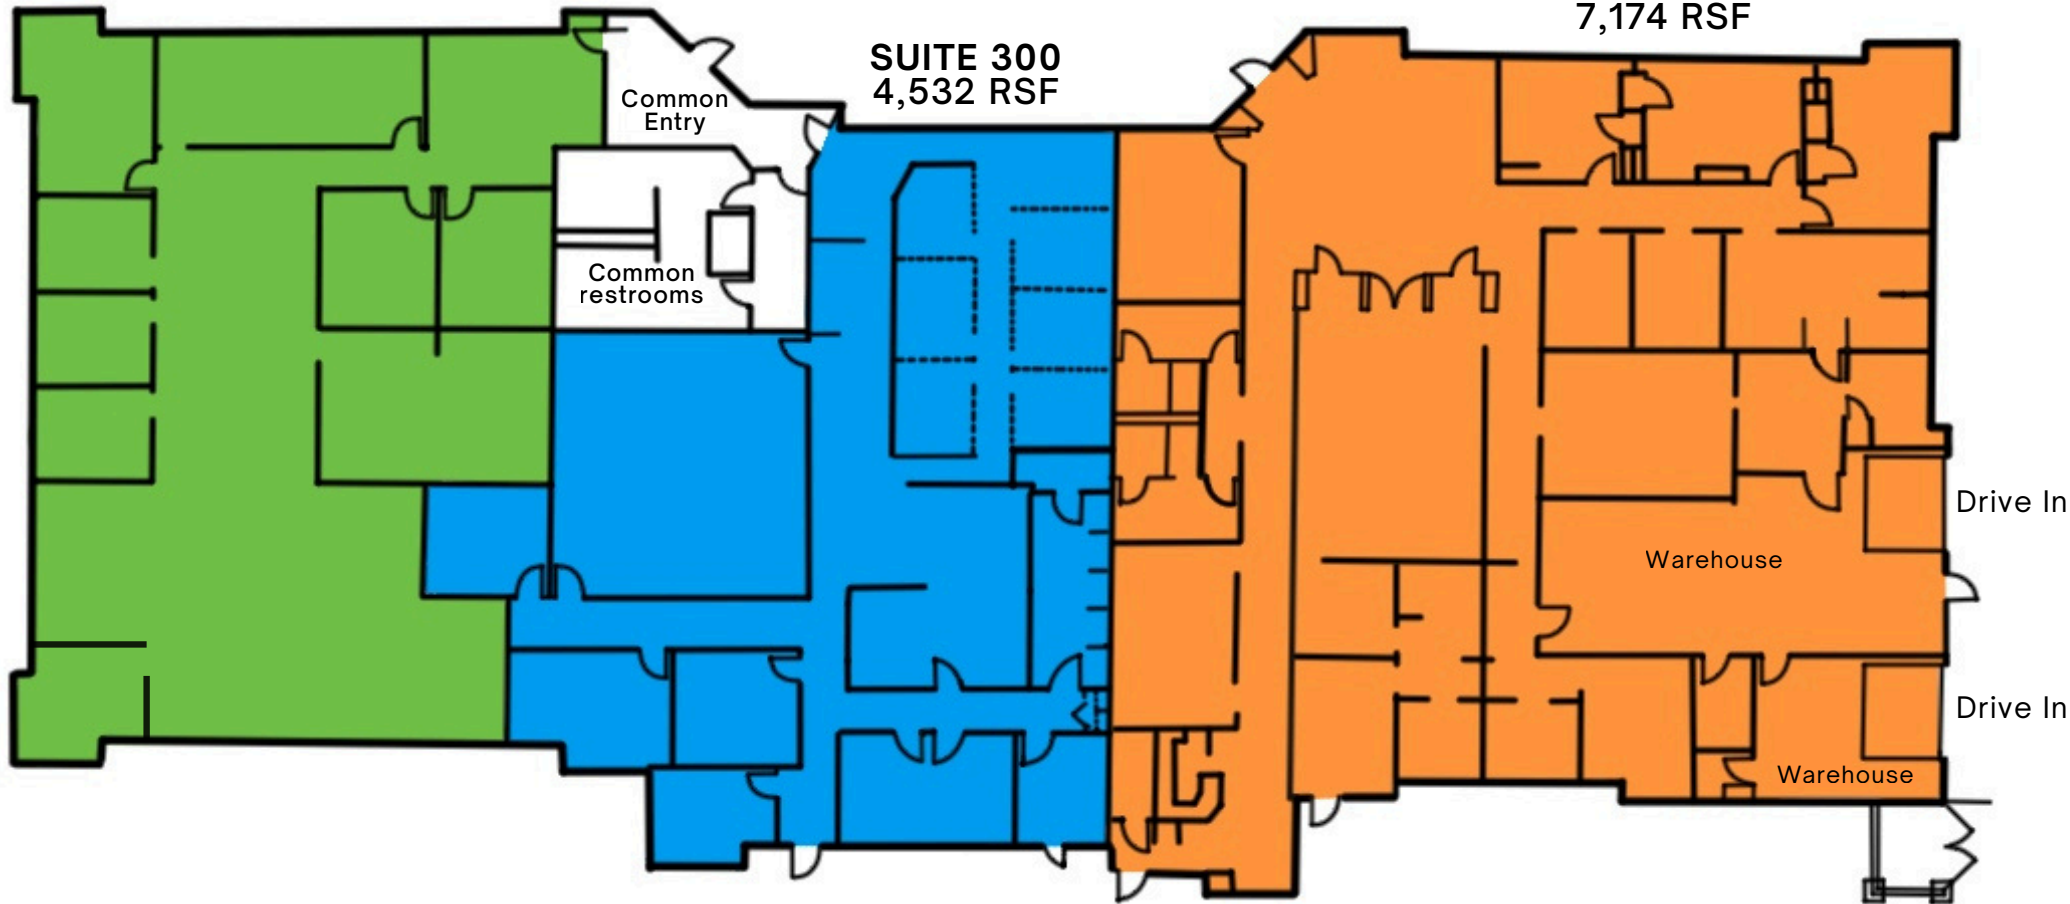 7,174 RSF
SUITE 300
4,532 RSF
Common
Entry
Common
restrooms
Drive In
Warehouse
Drive In
Warehouse